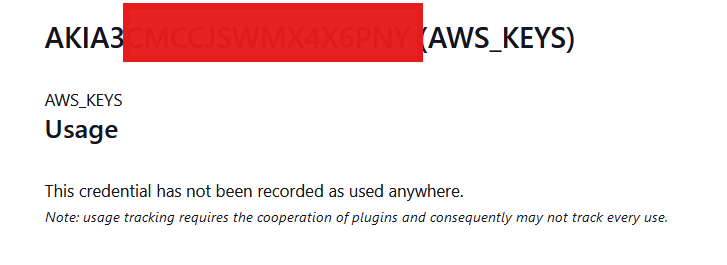 AKIA3 (AWS_KEYS)
AWS_KEYS
Usage
This credential has not been recorded as used anywhere.
Note: usage tracking requires the cooperation of plugins and consequently may not track every use.